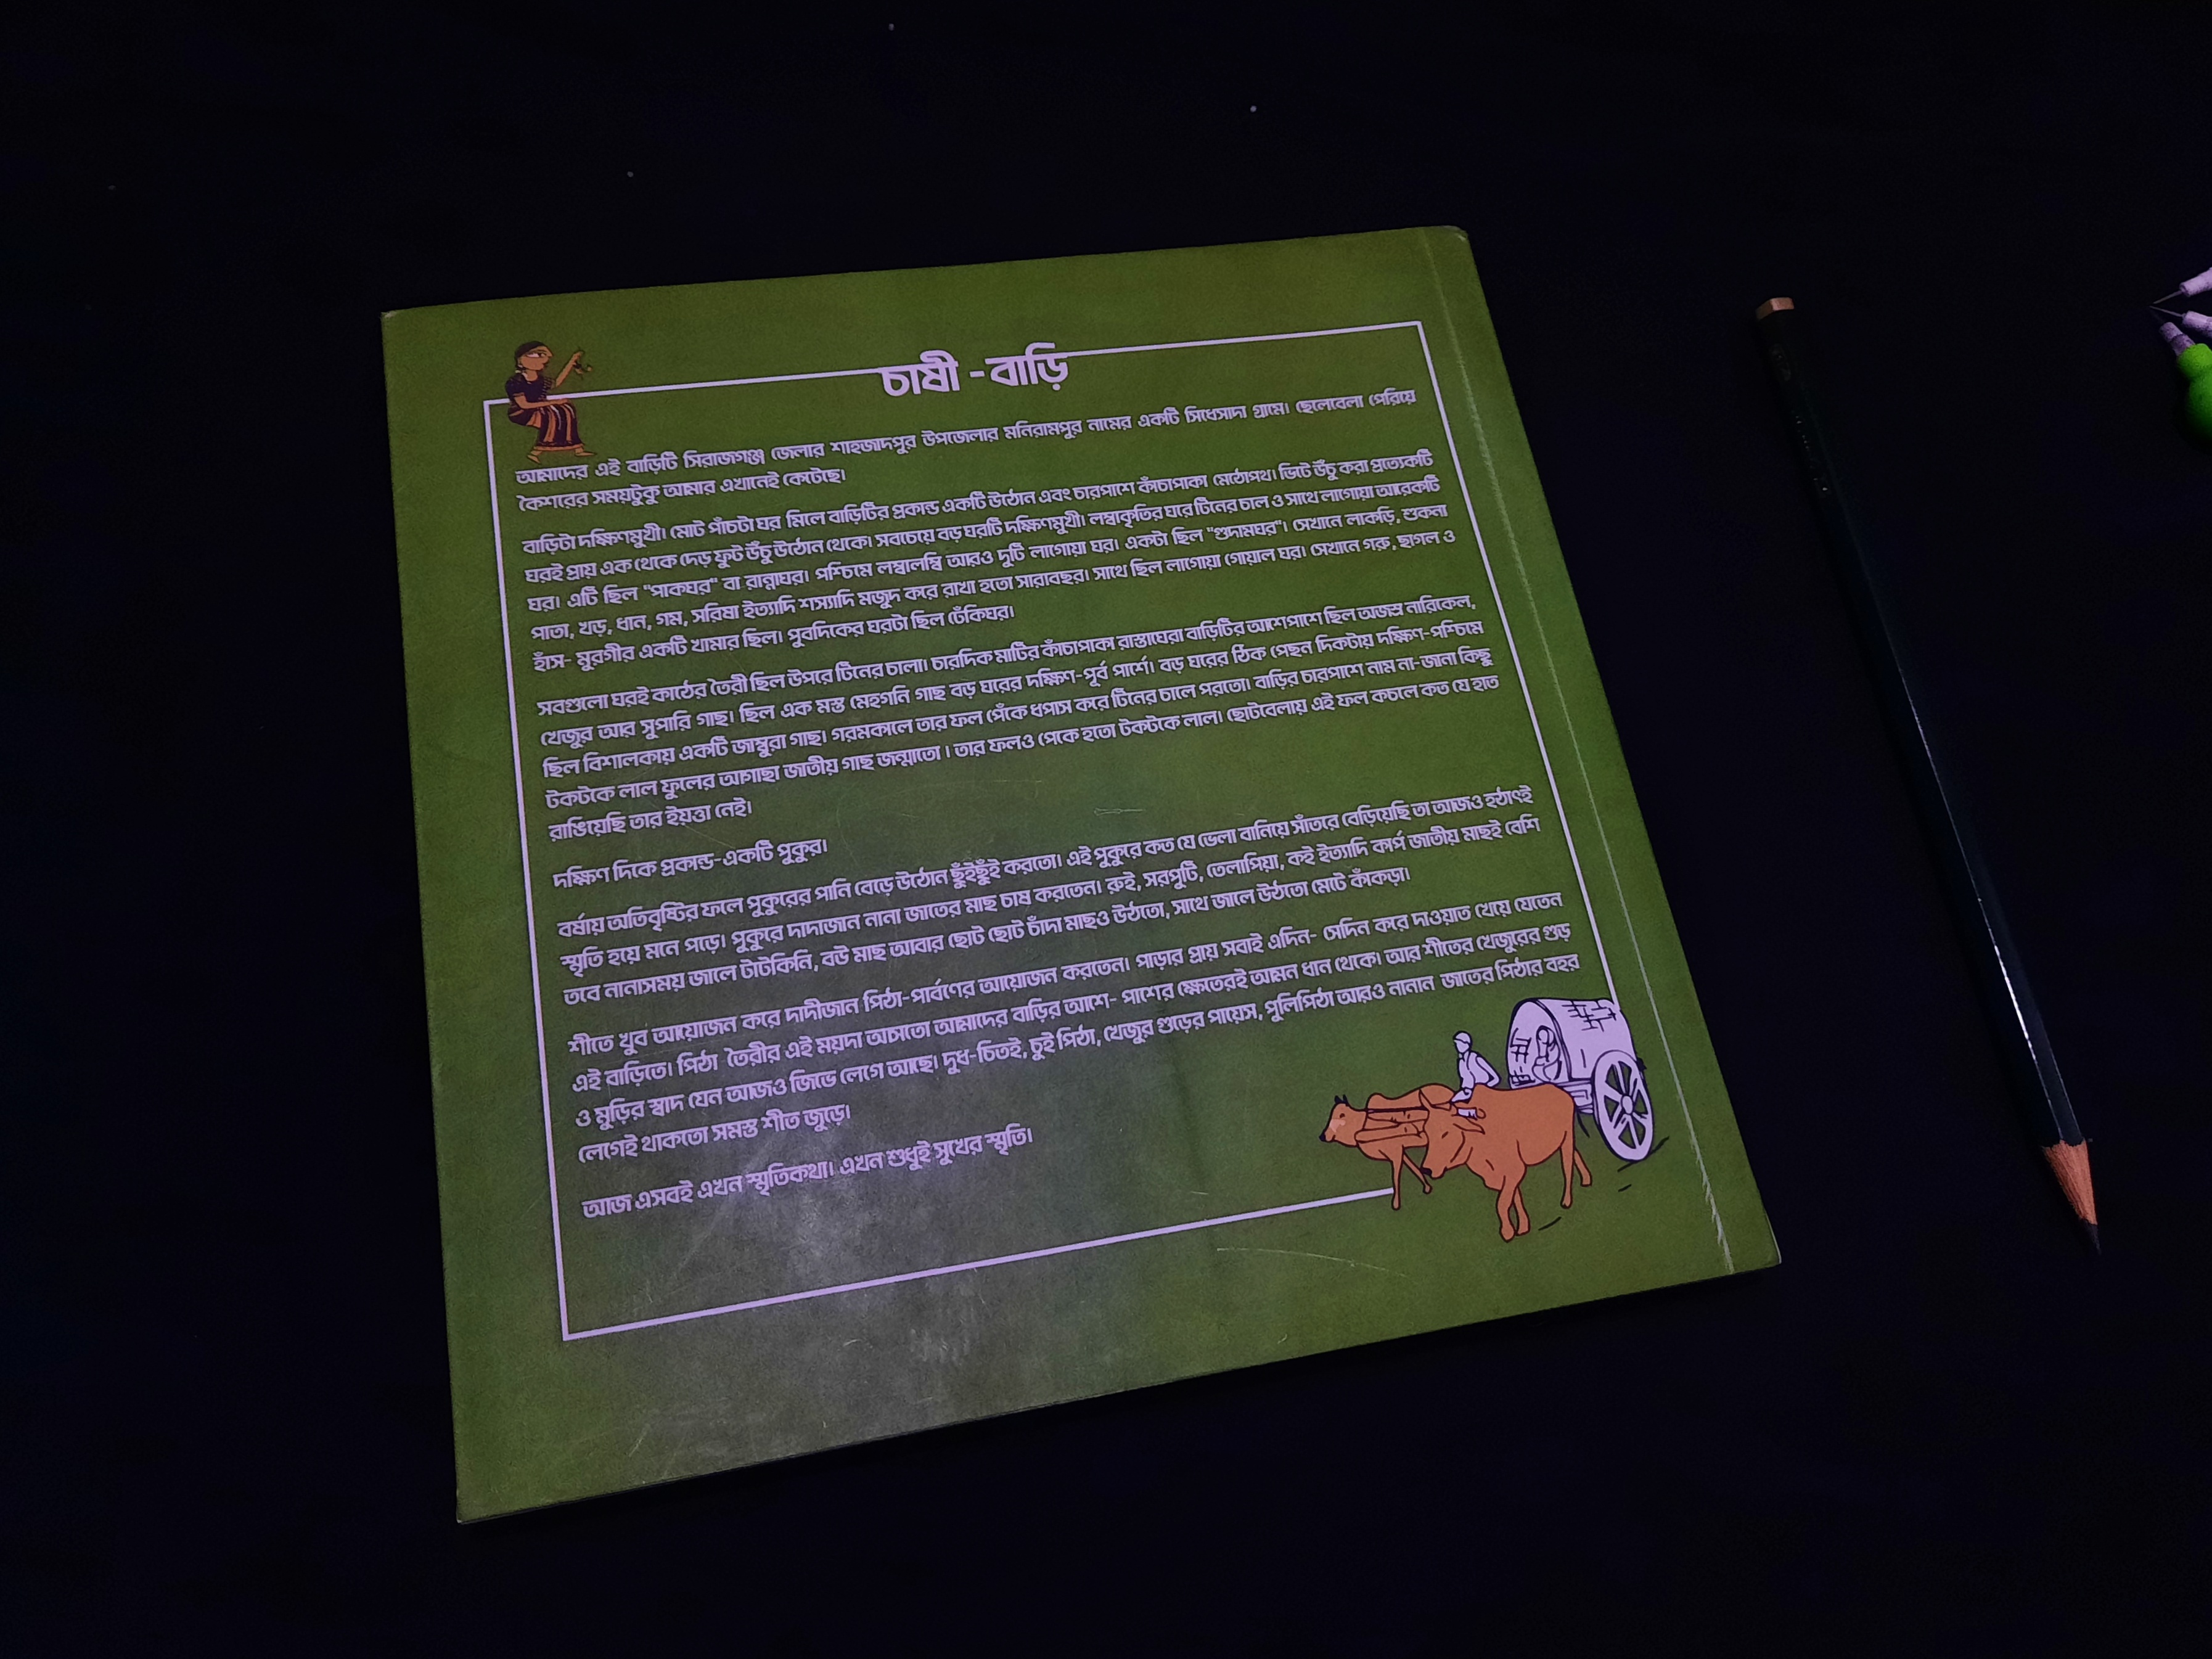 চাষী -বাড়ি
আমাদের এই বাড়িটি সিরাজগঞ্জ জেলার শাহজাদপুর উপজেলার মনিরামপুর নামের একটি সিধেসাদা গ্রামে। ছেলেবেলা পেরিয়ে
কৈশরের সময়টুকু আমার এখানেই কেটেছে।
বাড়িটা দক্ষিণমুখী। মোট পাঁচটা ঘর মিলে বাড়িটির প্রকান্ড একটি উঠোন এবং চারপাশে কাঁচাপাকা মেঠোপথ। ভিটে উঁচু করা প্রত্যেকটি
ঘরই প্রায় এক থেকে দেড় ফুট উঁচু উঠোন থেকে। সবচেয়ে বড় ঘরটি দক্ষিণমুখী। লম্বাকৃতির ঘরে টিনের চাল ও সাথে লাগোয়া আরেকটি
ঘর। এটি ছিল "পাকঘর" বা রান্নাঘর। পশ্চিমে লম্বালম্বি আরও দুটি লাগোয়া ঘর। একটা ছিল "গুদামঘর"। সেখানে লাকড়ি, শুকনা
পাতা, খড়, ধান, গম, সরিষা ইত্যাদি শস্যাদি মজুদ করে রাখা হতো সারাবছর। সাথে ছিল লাগোয়া গোয়াল ঘর। সেখানে গরু, ছাগল ও
হাঁস- মুরগীর একটি খামার ছিল। পুবদিকের ঘরটা ছিল ঢেঁকিঘর।
সবগুলো ঘরই কাঠের তৈরী ছিল উপরে টিনের চালা। চারদিক মাটির কাঁচাপাকা রাস্তাঘেরা বাড়িটির আশেপাশে ছিল অজস্র নারিকেল,
খেজুর আর সুপারি গাছ। ছিল এক মস্ত মেহগনি গাছ বড় ঘরের দক্ষিণ-পূর্ব পার্শে। বড় ঘরের ঠিক পেছন দিকটায় দক্ষিণ-পশ্চিমে
ছিল বিশালকায় একটি জাম্বুরা গাছ। গরমকালে তার ফল পেঁকে ধপাস করে টিনের চালে পরতো। বাড়ির চারপাশে নাম না-জানা কিছু
টকটকে লাল ফুলের আগাছা জাতীয় গাছ জন্মাতো । তার ফলও পেকে হতো টকটকে লাল। ছোটবেলায় এই ফল কচলে কত যে হাত
রাঙিয়েছি তার ইয়ত্তা নেই।
দক্ষিণ দিকে প্রকান্ড-একটি পুকুর।
বর্ষায় অতিবৃষ্টির ফলে পুকুরের পানি বেড়ে উঠোন ছুঁইছুঁই করতো। এই পুকুরে কত যে ভেলা বানিয়ে সাঁতরে বেড়িয়েছি তা আজও হঠাৎই
স্মৃতি হয়ে মনে পড়ে। পুকুরে দাদাজান নানা জাতের মাছ চাষ করতেন। রুই, সরপুটি, তেলাপিয়া, কই ইত্যাদি কার্প জাতীয় মাছই বেশি
তবে নানাসময় জালে টাটকিনি, বউ মাছ আবার ছোট ছোট চাঁদা মাছও উঠতো, সাথে জালে উঠতো মেটে কাঁকড়া।
শীতে খুব আয়োজন করে দাদীজান পিঠা-পার্বণের আয়োজন করতেন। পাড়ার প্রায় সবাই এদিন- সেদিন করে দাওয়াত খেয়ে যেতেন
এই বাড়িতে। পিঠা তৈরীর এই ময়দা আসতো আমাদের বাড়ির আশে- পাশের ক্ষেতেরই আমন ধান থেকে। আর শীতের খেজুরের গুড়
ও মুড়ির স্বাদ যেন আজও জিভে লেগে আছে। দুধ-চিতই, চুই পিঠা, খেজুর গুড়ের পায়েস, পুলিপিঠা আরও নানান জাতের পিঠার বহর
লেগেই থাকতো সমস্ত শীত জুড়ে।
আজ এসবই এখন স্মৃতিকথা। এখন শুধুই সুখের স্মৃতি।